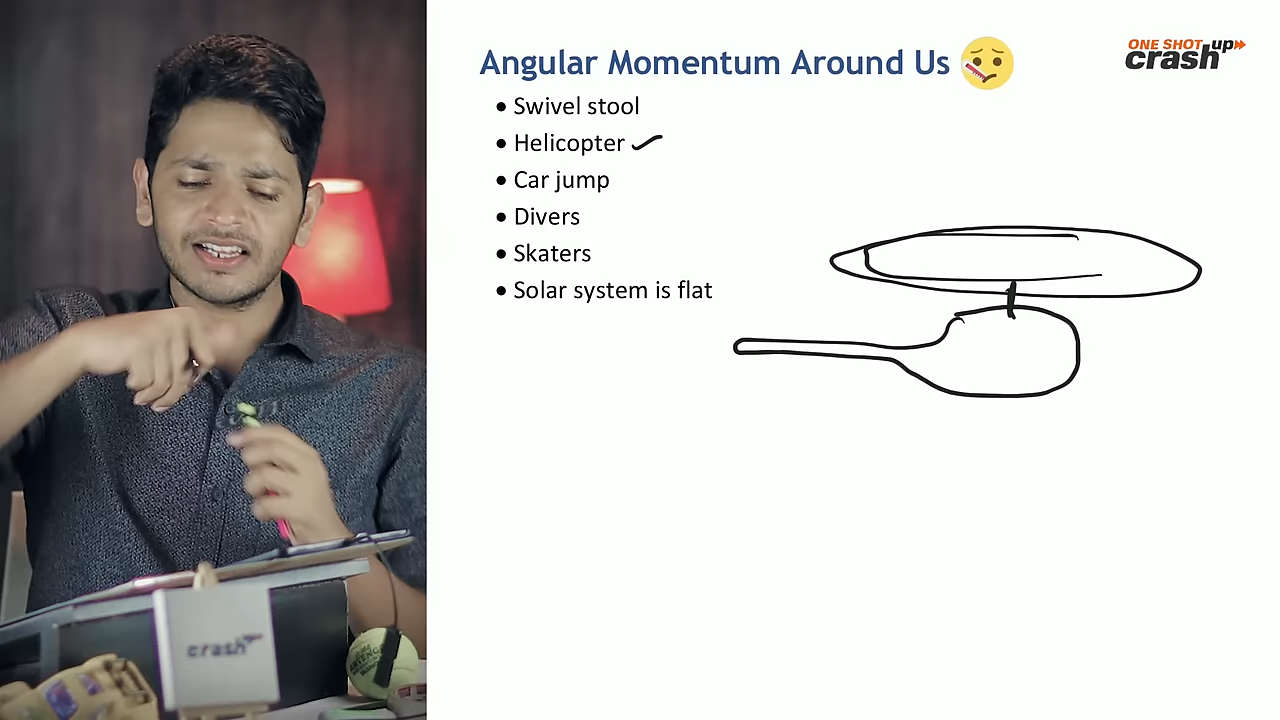 Angular Momentum Around Us
ONE SHOT
crash up
• Swivel stool
• Helicopter
• Car jump
• Divers
• Skaters
• Solar system is flat
crash